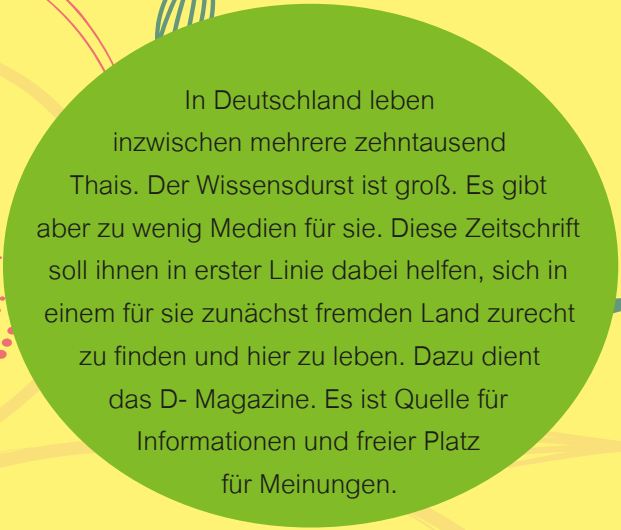 In Deutschland leben
inzwischen mehrere zehntausend
Thais. Der Wissensdurst ist groß. Es gibt
aber zu wenig Medien für sie. Diese Zeitschrift
soll ihnen in erster Linie dabei helfen, sich in
einem für sie zunächst fremden Land zurecht
zu finden und hier zu leben. Dazu dient
das D- Magazine. Es ist Quelle für
Informationen und freier Platz
für Meinungen.